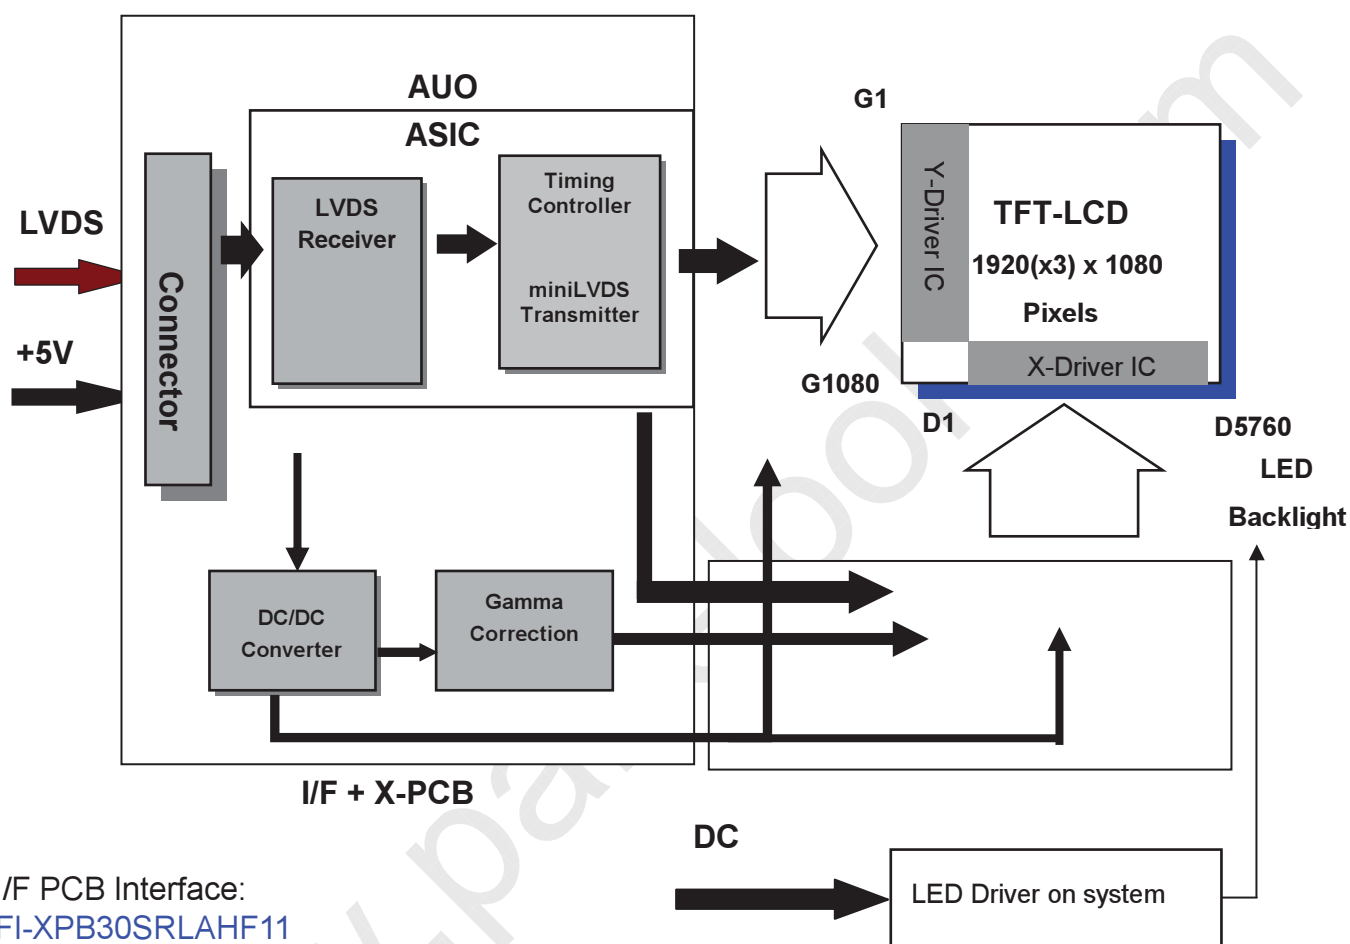 AUO
ASIC
G1
LVDS
Receiver
Timing
Controller
miniLVDS
Transmitter
LVDS
+5V
Connector
Y-Driver IC
TFT-LCD
1920(x3) x 1080
Pixels
X-Driver IC
G1080
D1
D5760
LED
Backlight
DC/DC
Converter
Gamma
Correction
I/F + X-PCB
DC
LED Driver on system
/F PCB Interface:
FI-XPB30SRLAHF11